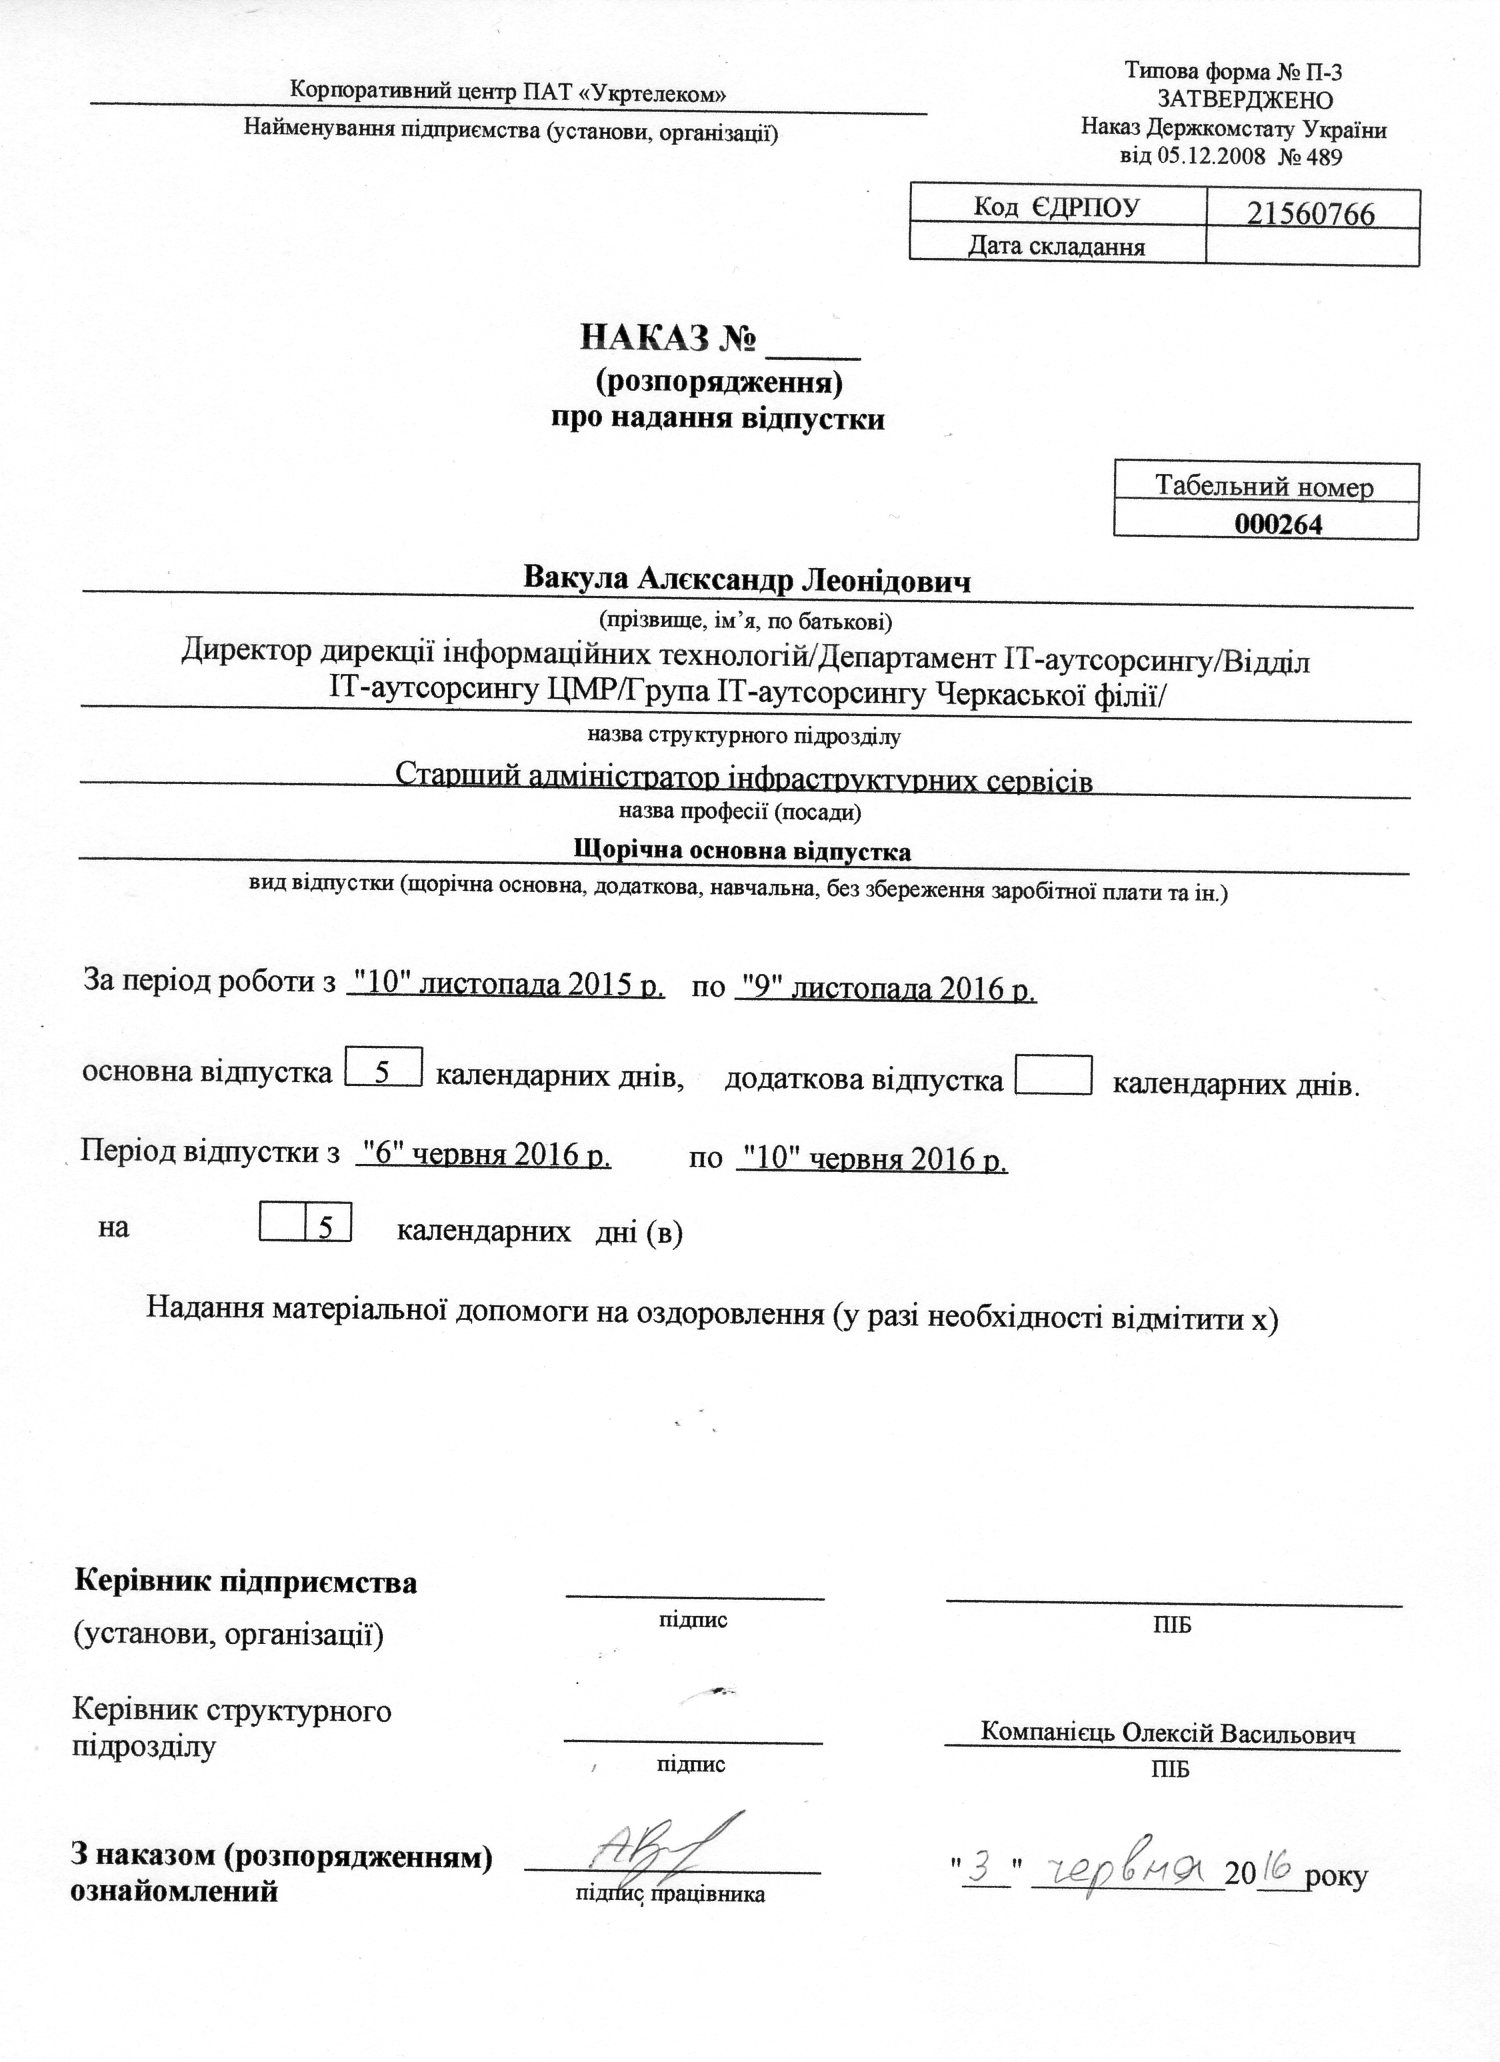 Корпоративний центр ПАТ «Укртелеком»
Найменування підприємства (установи, організації)
Типова форма № П-3
ЗАТВЕРДЖЕНО
Наказ Держкомстату України
від 05.12.2008 № 489
Код ЄДРПОУ 21560766
Дата складання
НАКАЗ № _____
(розпорядження)
про надання відпустки
Табельний номер
000264
Вакула Алєксандр Леонідович
(прізвище, ім’я, по батькові)
Директор дирекції інформаційних технологій/Департамент ІТ-аутсорсингу/Відділ
ІТ-аутсорсингу ЦМР/Група ІТ-аутсорсингу Черкаської філії/
назва структурного підрозділу
Старший адміністратор інфраструктурних сервісів
назва професії (посади)
Щорічна основна відпустка
вид відпустки (щорічна основна, додаткова, навчальна, без збереження заробітної плати та ін.)
За період роботи з "10" листопада 2015 р. по "9" листопада 2016 р.
основна відпустка 5 календарних днів, додаткова відпустка календарних днів.
Період відпустки з "6" червня 2016 р. по "10" червня 2016 р.
на 5 календарних дні (в)
Надання матеріальної допомоги на оздоровлення (у разі необхідності відмітити х)
Керівник підприємства
(установи, організації)
підпис
ПІБ
Керівник структурного
підрозділу
підпис
Компанієць Олексій Васильович
ПІБ
З наказом (розпорядженням)
ознайомлений
підпис працівника
"3" червня 2016 року